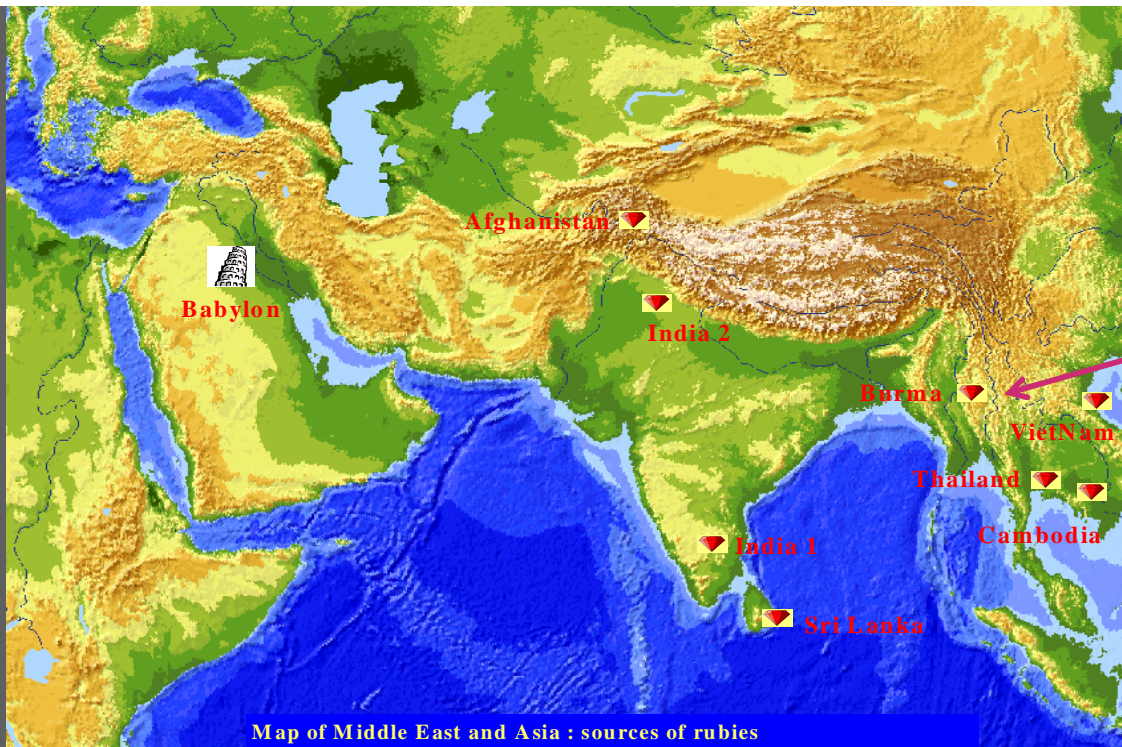 Afghanistan
Babylon
India 2
Burma
VietNam
Thailand
Cambodia
India 1
Sri Lanka
Map of Middle East and Asia : sources of rubies